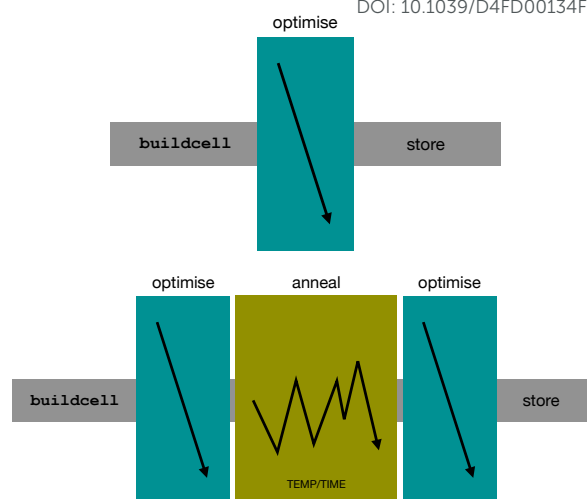 DOI: 10.1039/D4FD00134F
optimise
buildcell
store
optimise
anneal
optimise
buildcell
store
TEMP/TIME